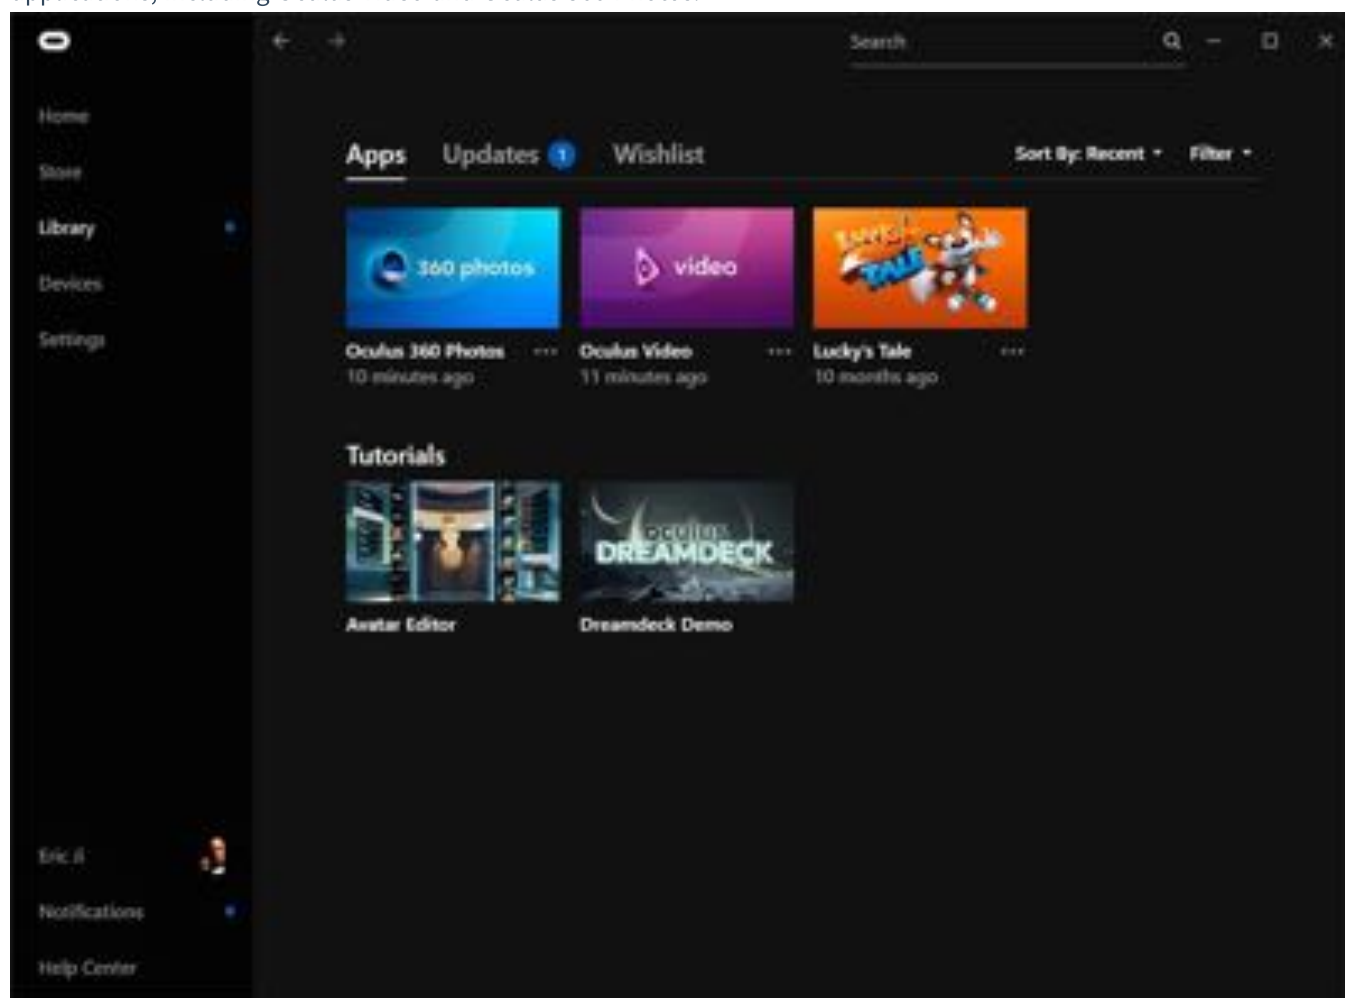 Home
Store
Library
Devices
Settings
Eric Ji
Notifications
Help Center
Search
Apps Updates 1 Wishlist
Sort By: Recent Filter
360 photos
video
LUCKY'S
TALE
Oculus 360 Photos ...
10 minutes ago
Oculus Video ...
11 minutes ago
Lucky's Tale ...
10 months ago
Tutorials
OCULUS
DREAMDECK
Avatar Editor
Dreamdeck Demo